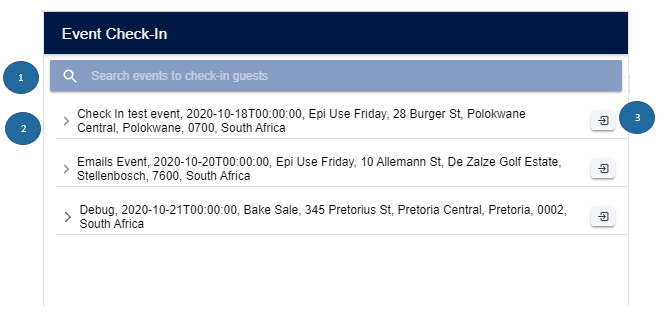 Event Check-In
1
Search events to check-in guests
2
Check In test event, 2020-10-18T00:00:00, Epi Use Friday, 28 Burger St, Polokwane
Central, Polokwane, 0700, South Africa
3
Emails Event, 2020-10-20T00:00:00, Epi Use Friday, 10 Allemann St, De Zalze Golf Estate,
Stellenbosch, 7600, South Africa
Debug, 2020-10-21T00:00:00, Bake Sale, 345 Pretorius St, Pretoria Central, Pretoria, 0002,
South Africa